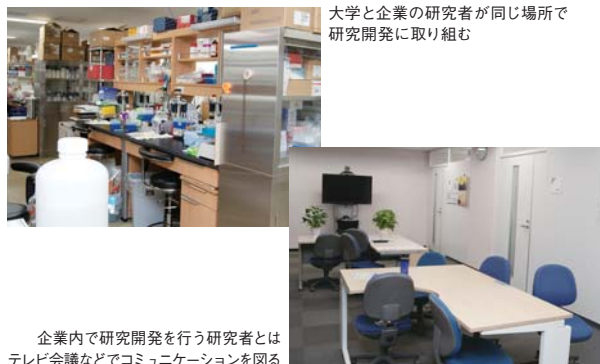 大学と企業の研究者が同じ場所で
研究開発に取り組む
企業内で研究開発を行う研究者とは
テレビ会議などでコミュニケーションを図る